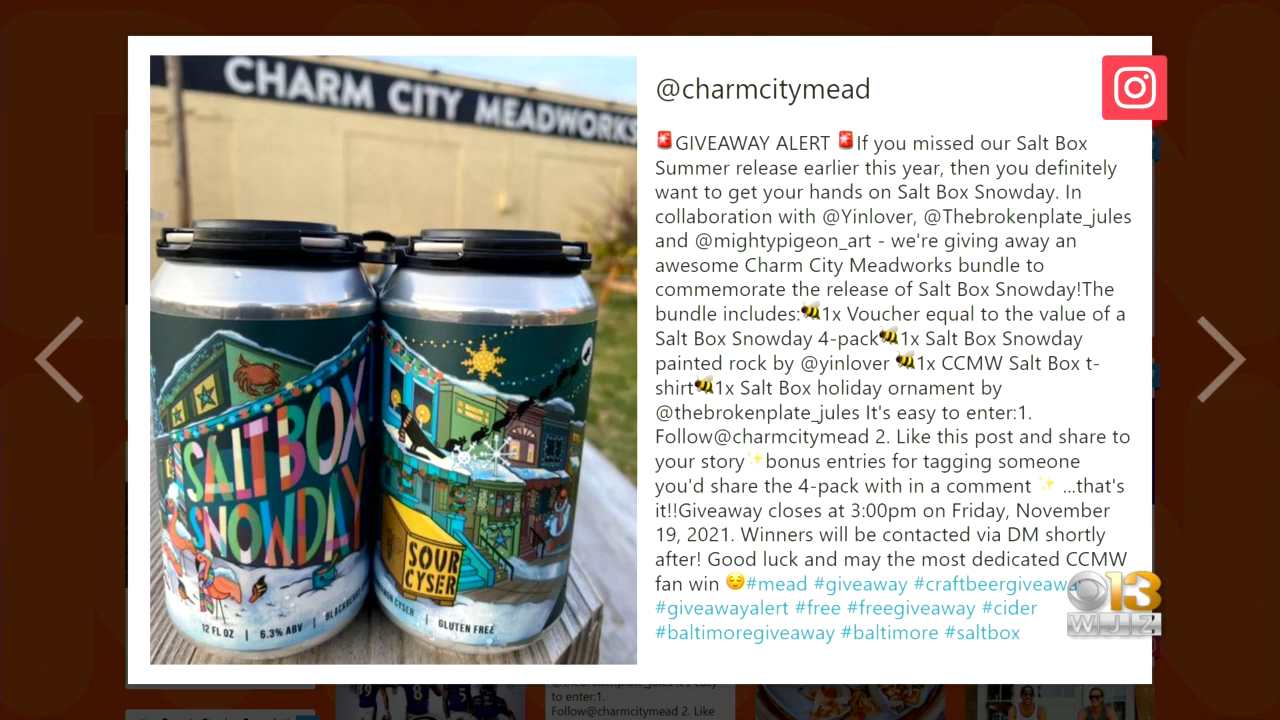 CHARM CITY MEADWORKS
SALTBOX
SNOWDAY
12 FL OZ | 6.3% ABV |
SOUR
CYSER
CYSER | GLUTEN FREE
@charmcitymead
🚨GIVEAWAY ALERT 🚨If you missed our Salt Box
Summer release earlier this year, then you definitely
want to get your hands on Salt Box Snowday. In
collaboration with @Yinlover, @Thebrokenplate_jules
and @mightypigeon_art - we're giving away an
awesome Charm City Meadworks bundle to
commemorate the release of Salt Box Snowday!The
bundle includes:🐝1x Voucher equal to the value of a
Salt Box Snowday 4-pack🐝1x Salt Box Snowday
painted rock by @yinlover 🐝1x CCMW Salt Box t-
shirt🐝1x Salt Box holiday ornament by
@thebrokenplate_jules It's easy to enter:1.
Follow@charmcitymead 2. Like this post and share to
your story✨bonus entries for tagging someone
you'd share the 4-pack with in a comment ✨ ...that's
it!!Giveaway closes at 3:00pm on Friday, November
19, 2021. Winners will be contacted via DM shortly
after! Good luck and may the most dedicated CCMW
fan win 😌#mead #giveaway #craftbeergiveaway
#giveawayalert #free #freegiveaway #cider
#baltimoregiveaway #baltimore #saltbox
13
WJZ
to enter:1.
Follow@charmcitymead 2. Like